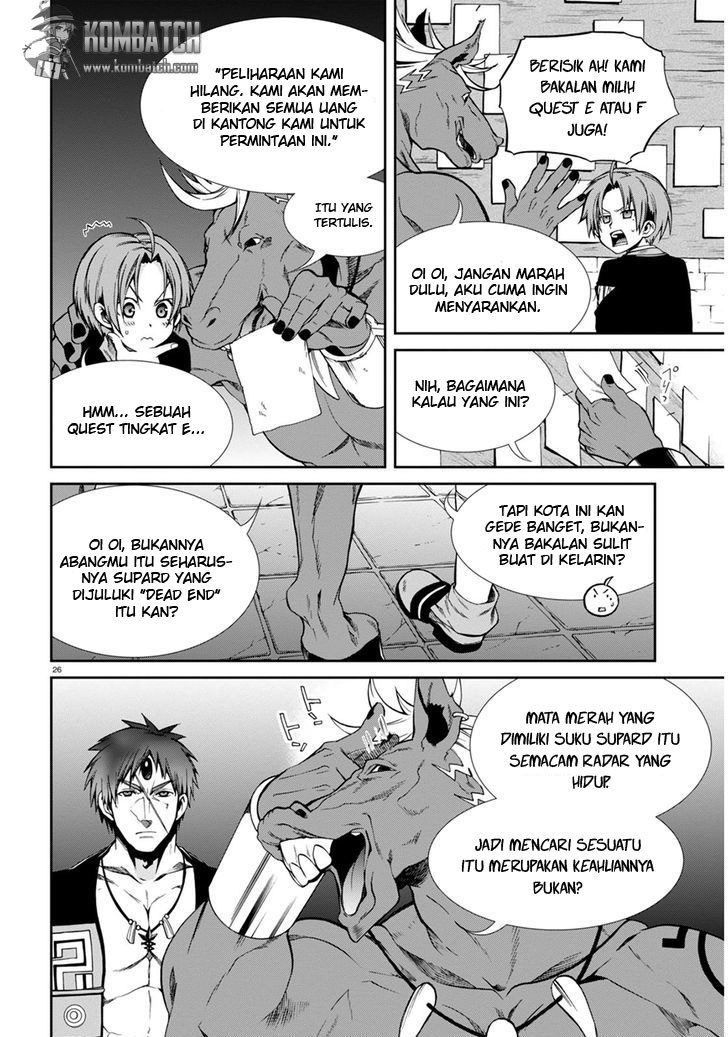 KOMBATCH
www.kombatch.com
BERISIK AH! KAMI
BAKALAN MILIH
QUEST E ATAU F
JUGA!
OI OI, JANGAN MARAH
DULU, AKU CUMA INGIN
MENYARANKAN.
NIH, BAGAIMANA
KALAU YANG INI?
"PELIHARAAN KAMI
HILANG. KAMI AKAN MEM-
BERIKAN SEMUA UANG
DI KANTONG KAMI UNTUK
PERMINTAAN INI."
ITU YANG
TERTULIS.
HMM... SEBUAH
QUEST TINGKAT E...
TAPI KOTA INI KAN
GEDE BANGET, BUKAN-
NYA BAKALAN SULIT
BUAT DI KELARIN?
OI OI, BUKANNYA
ABANGMU ITU SEHARUS-
NYA SUPARD YANG
DIJULUKI "DEAD END"
ITU KAN?
26
MATA MERAH YANG
DIMILIKI SUKU SUPARD ITU
SEMACAM RADAR YANG
HIDUP.
JADI MENCARI SESUATU
ITU MERUPAKAN KEAHLIANNYA
BUKAN?